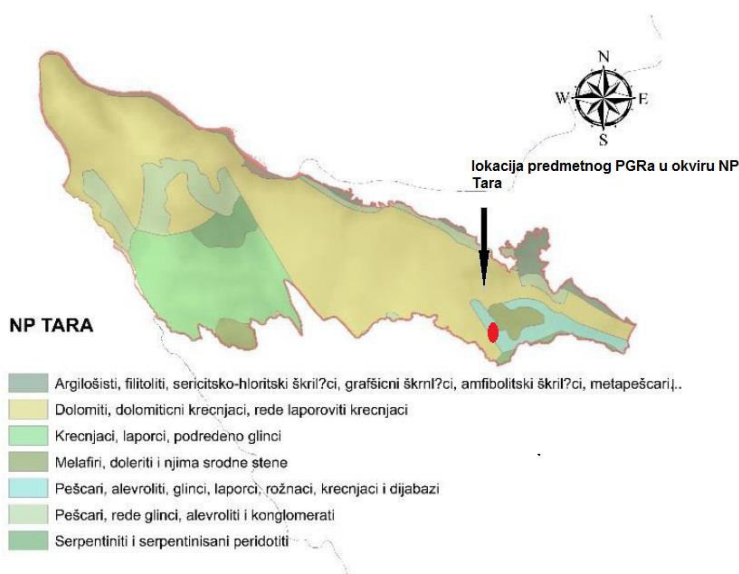 N
W E
S
lokacija predmetnog PGRa u okviru NP
Tara
NP TARA
Argilošisti, filitoliti, sericitsko-hloritski škril?ci, grafšicni škrnl?ci, amfibolitski škril?ci, metapeščari¡..
Dolomiti, dolomiticni krecnjaci, rede laporoviti krecnjaci
Krecnjaci, laporci, podredeno glinci
Melafiri, doleriti i njima srodne stene
Pešcari, alevroliti, glinci, laporci, rožnaci, krecnjaci i dijabazi
Pešcari, rede glinci, alevroliti i konglomerati
Serpentiniti i serpentinisani peridotiti